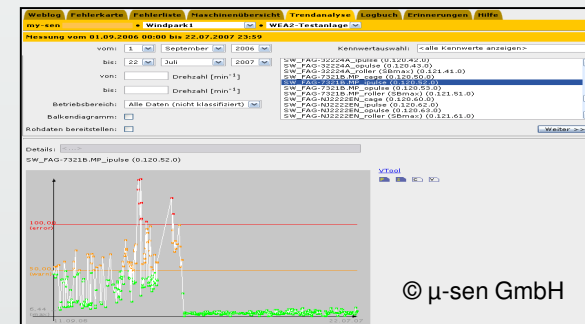 Weblog Fehlerkarte Fehlerliste Maschinenübersicht Trendanalyse Logbuch Erinnerungen Hilfe
my-sen • Windpark1 • WEA2-Testanlage
Messung vom 01.09.2006 00:00 bis 22.07.2007 23:59
vom: 1 September 2006 Kennwertauswahl: <alle Kennwerte anzeigen>
bis: 22 Juli 2007
von: Drehzahl [min⁻¹]
bis: Drehzahl [min⁻¹]
Betriebsbereich: Alle Daten (nicht klassifiziert)
Balkendiagramm:
Rohdaten bereitstellen:
SW_FAG-32224A_ipulse (0.120.42.0)
SW_FAG-32224A_opulse (0.120.43.0)
SW_FAG-32224A_roller (SBmax) (0.121.41.0)
SW_FAG-7321B.MP_cage (0.120.50.0)
SW_FAG-7321B.MP_ipulse (0.120.52.0)
SW_FAG-7321B.MP_opulse (0.120.53.0)
SW_FAG-7321B.MP_roller (SBmax) (0.121.51.0)
SW_FAG-NJ2222EN_cage (0.120.60.0)
SW_FAG-NJ2222EN_ipulse (0.120.62.0)
SW_FAG-NJ2222EN_opulse (0.120.63.0)
SW_FAG-NJ2222EN_roller (SBmax) (0.121.61.0)
Weiter >>
Details: <--->
SW_FAG-7321B.MP_ipulse (0.120.52.0)
VTool
100.00
(error)
© µ-sen GmbH